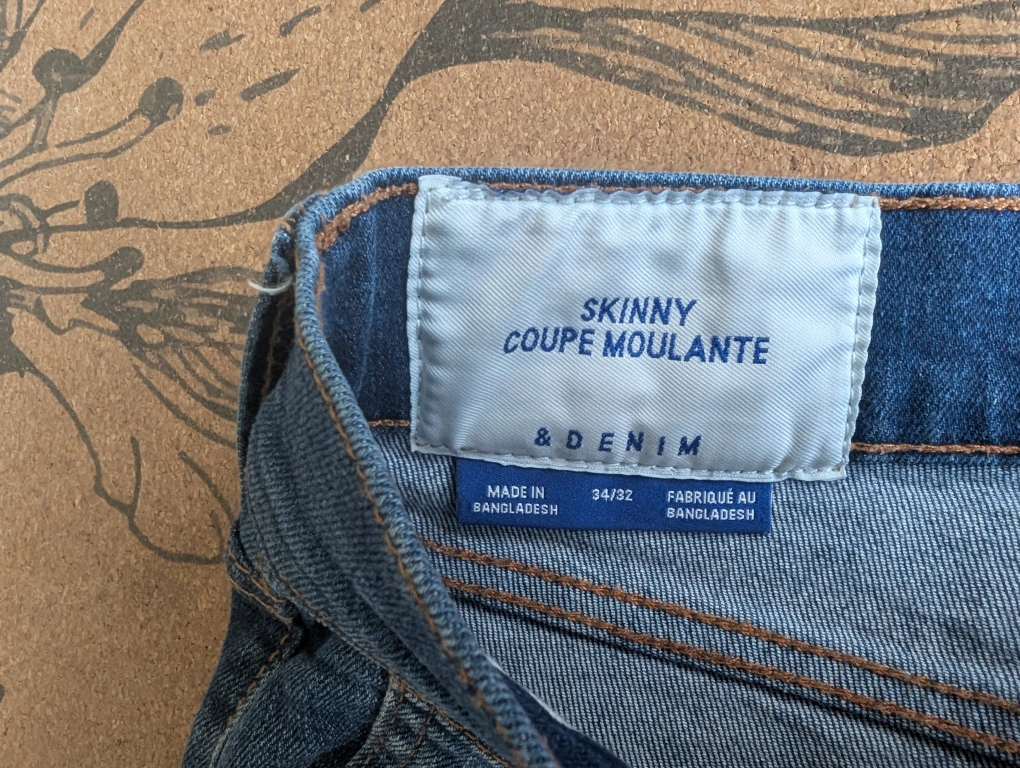 SKINNY
COUPE MOULANTE
& DENIM
MADE IN
BANGLADESH
34/32
FABRIQUÉ AU
BANGLADESH